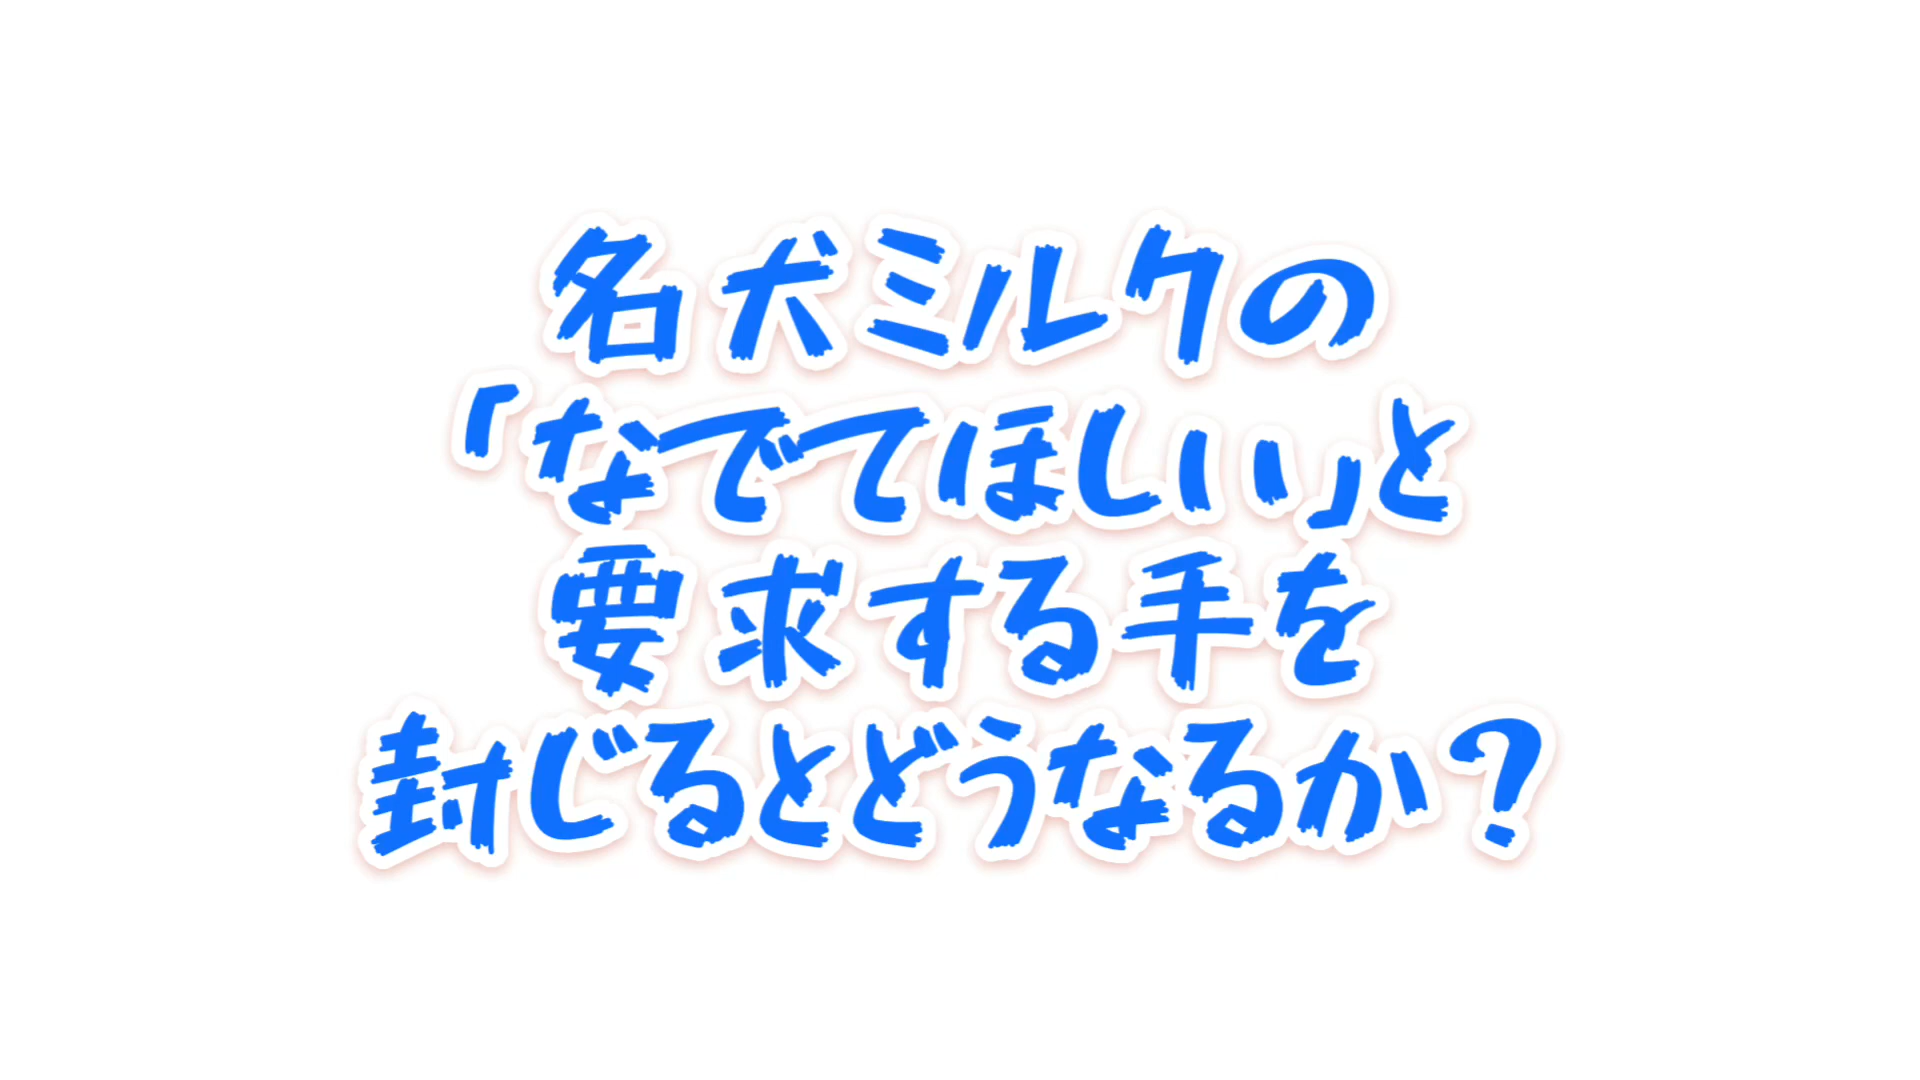 名犬ミルクの
「なでてほしい」と
要求する手を
封じるとどうなるか？